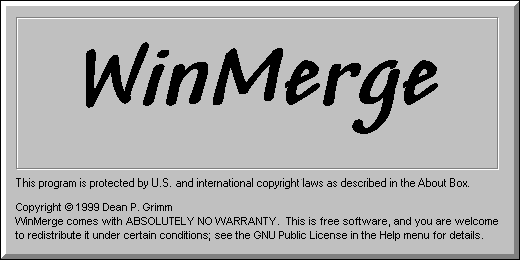 WinMerge
This program is protected by U.S. and international copyright laws as described in the About Box.
Copyright © 1999 Dean P. Grimm
WinMerge comes with ABSOLUTELY NO WARRANTY.  This is free software, and you are welcome
to redistribute it under certain conditions; see the GNU Public License in the Help menu for details.